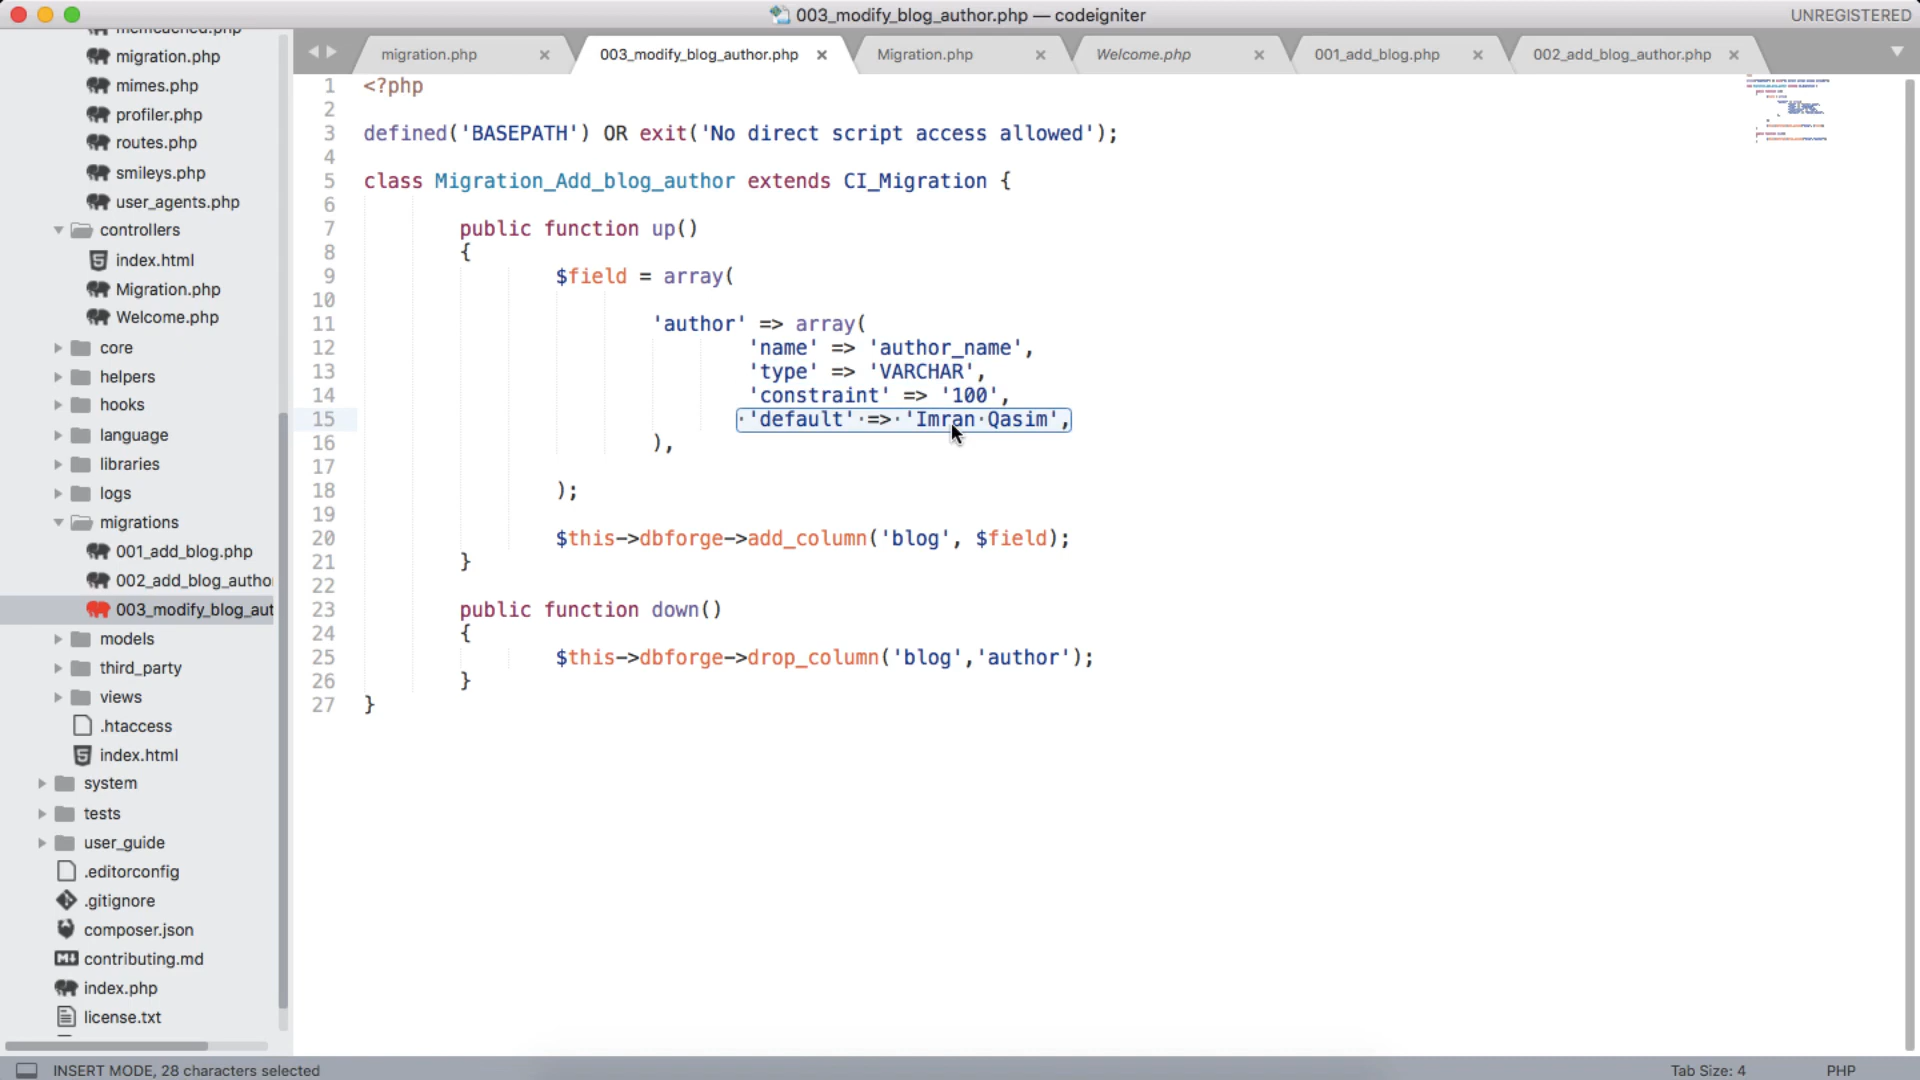 003_modify_blog_author.php — codeigniter
UNREGISTERED
migration.php
003_modify_blog_author.php
Migration.php
Welcome.php
001_add_blog.php
002_add_blog_author.php
memcached.php
migration.php
mimes.php
profiler.php
routes.php
smileys.php
user_agents.php
controllers
index.html
Migration.php
Welcome.php
core
helpers
hooks
language
libraries
logs
migrations
001_add_blog.php
002_add_blog_autho
003_modify_blog_aut
models
third_party
views
.htaccess
index.html
system
tests
user_guide
.editorconfig
.gitignore
composer.json
contributing.md
index.php
license.txt
1 <?php
2
3 defined('BASEPATH') OR exit('No direct script access allowed');
4
5 class Migration_Add_blog_author extends CI_Migration {
6
7 public function up()
8 {
9 $field = array(
10
11 'author' => array(
12 'name' => 'author_name',
13 'type' => 'VARCHAR',
14 'constraint' => '100',
15 'default' => 'Imran Qasim',
16 ),
17
18 );
19
20 $this->dbforge->add_column('blog', $field);
21 }
22
23 public function down()
24 {
25 $this->dbforge->drop_column('blog','author');
26 }
27 }
INSERT MODE, 28 characters selected
Tab Size: 4
PHP